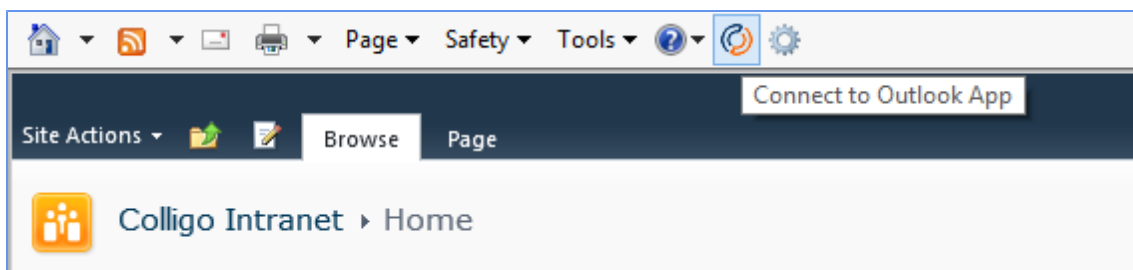 Page Safety Tools
Connect to Outlook App
Site Actions Browse Page
Colligo Intranet Home